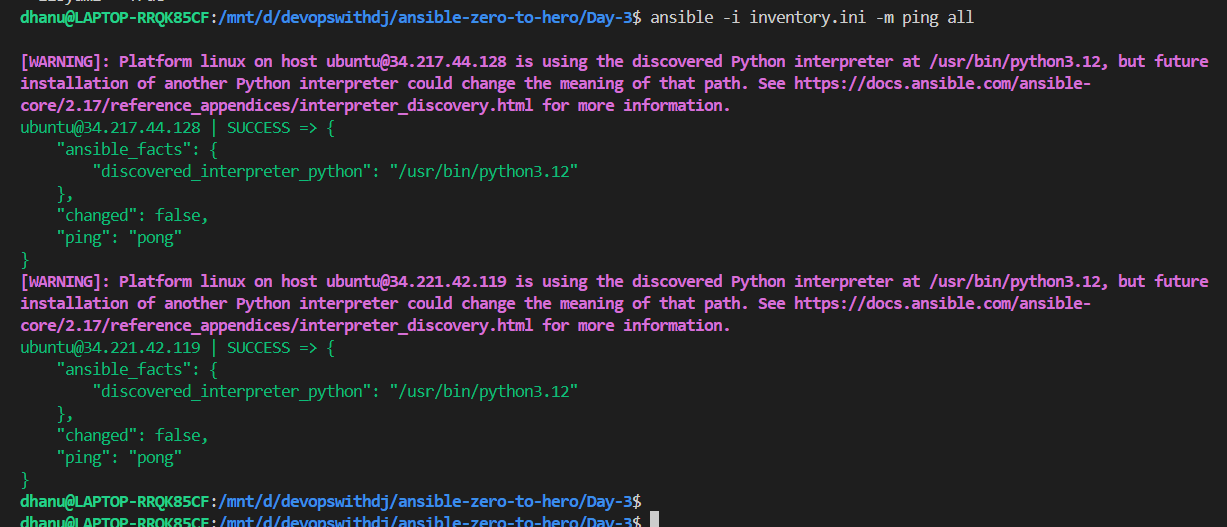 dhanu@LAPTOP-RRQK85CF:/mnt/d/devopswithdj/ansible-zero-to-hero/Day-3$ ansible -i inventory.ini -m ping all
[WARNING]: Platform linux on host ubuntu@34.217.44.128 is using the discovered Python interpreter at /usr/bin/python3.12, but future
installation of another Python interpreter could change the meaning of that path. See https://docs.ansible.com/ansible-
core/2.17/reference_appendices/interpreter_discovery.html for more information.
ubuntu@34.217.44.128 | SUCCESS => {
    "ansible_facts": {
        "discovered_interpreter_python": "/usr/bin/python3.12"
    },
    "changed": false,
    "ping": "pong"
}
[WARNING]: Platform linux on host ubuntu@34.221.42.119 is using the discovered Python interpreter at /usr/bin/python3.12, but future
installation of another Python interpreter could change the meaning of that path. See https://docs.ansible.com/ansible-
core/2.17/reference_appendices/interpreter_discovery.html for more information.
ubuntu@34.221.42.119 | SUCCESS => {
    "ansible_facts": {
        "discovered_interpreter_python": "/usr/bin/python3.12"
    },
    "changed": false,
    "ping": "pong"
}
dhanu@LAPTOP-RRQK85CF:/mnt/d/devopswithdj/ansible-zero-to-hero/Day-3$
dhanu@LAPTOP-RRQK85CF:/mnt/d/devopswithdj/ansible-zero-to-hero/Day-3$